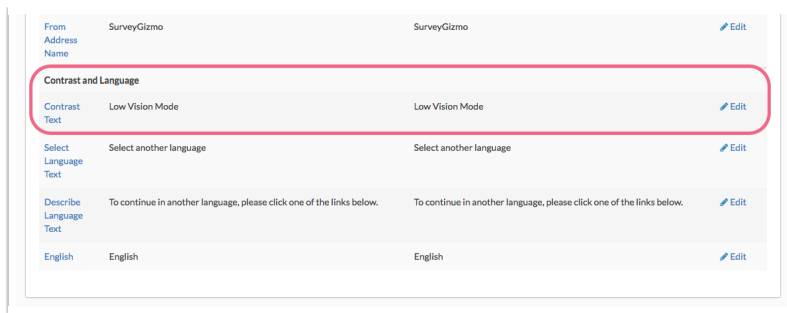 From Address Name SurveyGizmo SurveyGizmo Edit
Contrast and Language
Contrast Text Low Vision Mode Low Vision Mode Edit
Select Language Text Select another language Select another language Edit
Describe Language Text To continue in another language, please click one of the links below. To continue in another language, please click one of the links below. Edit
English English English Edit